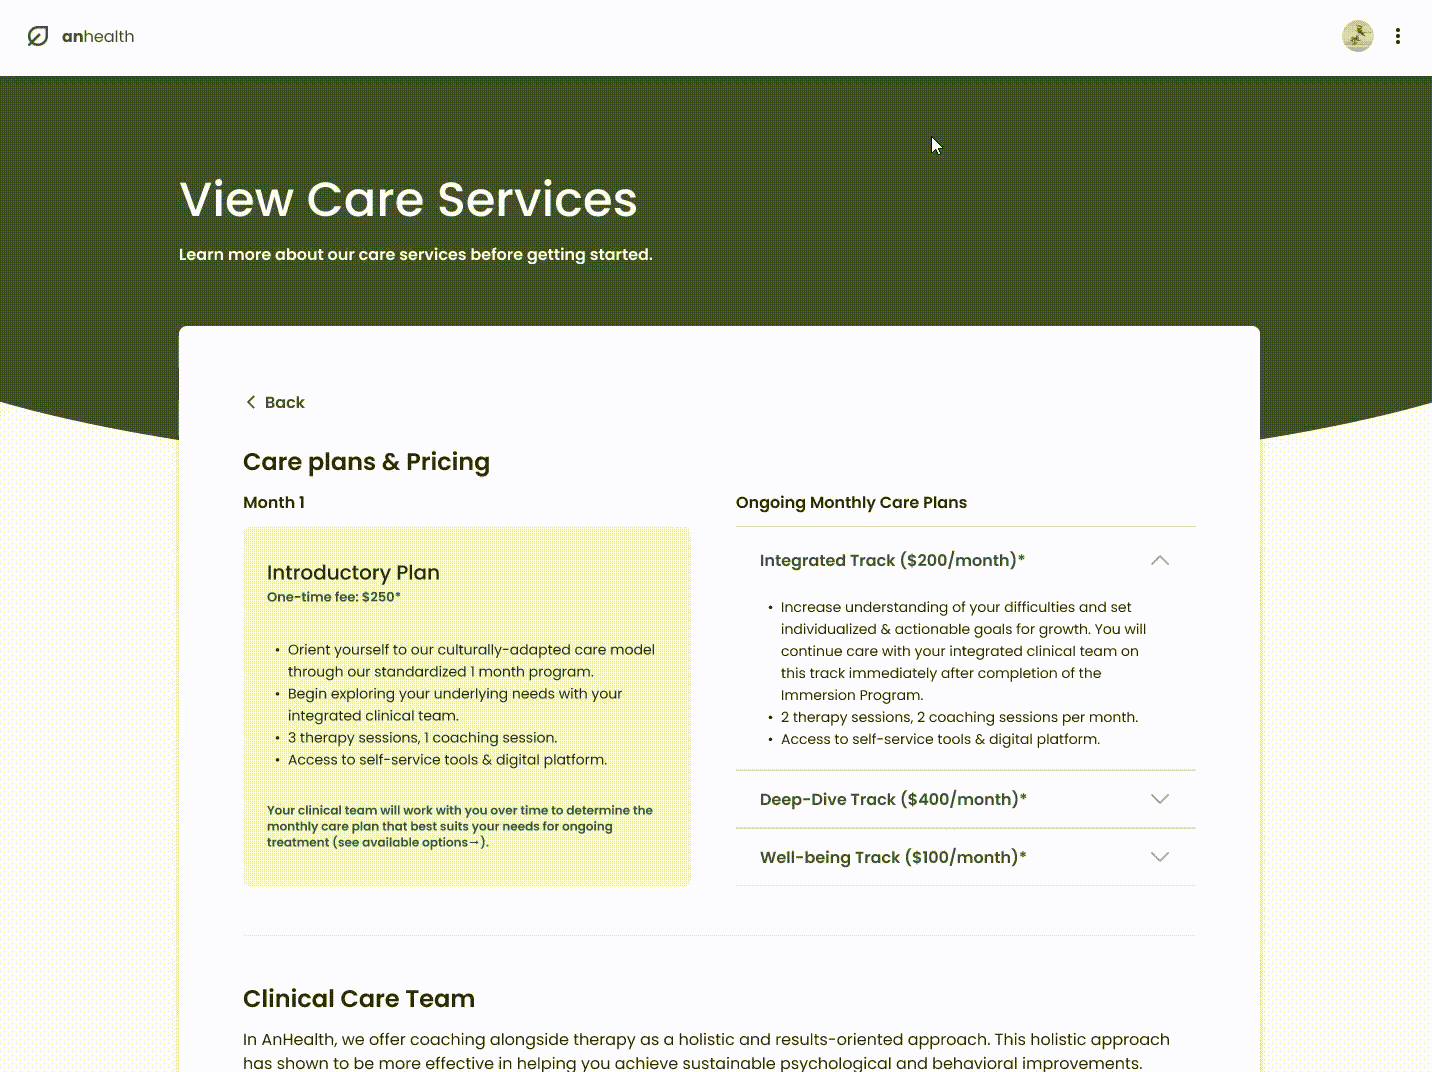 anhealth
View Care Services
Learn more about our care services before getting started.
Back
Care plans & Pricing
Month 1
Introductory Plan
One-time fee: $250*
• Orient yourself to our culturally-adapted care model
through our standardized 1 month program.
• Begin exploring your underlying needs with your
integrated clinical team.
• 3 therapy sessions, 1 coaching session.
• Access to self-service tools & digital platform.
Your clinical team will work with you over time to determine the
monthly care plan that best suits your needs for ongoing
treatment (see available options→).
Ongoing Monthly Care Plans
Integrated Track ($200/month)*
• Increase understanding of your difficulties and set
individualized & actionable goals for growth. You will
continue care with your integrated clinical team on
this track immediately after completion of the
Immersion Program.
• 2 therapy sessions, 2 coaching sessions per month.
• Access to self-service tools & digital platform.
Deep-Dive Track ($400/month)*
Well-being Track ($100/month)*
Clinical Care Team
In AnHealth, we offer coaching alongside therapy as a holistic and results-oriented approach. This holistic approach
has shown to be more effective in helping you achieve sustainable psychological and behavioral improvements.